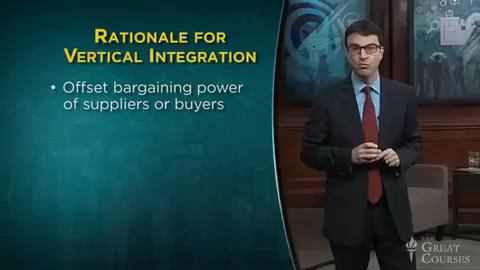 RATIONALE FOR
VERTICAL INTEGRATION
• Offset bargaining power
of suppliers or buyers
THE
GREAT
COURSES